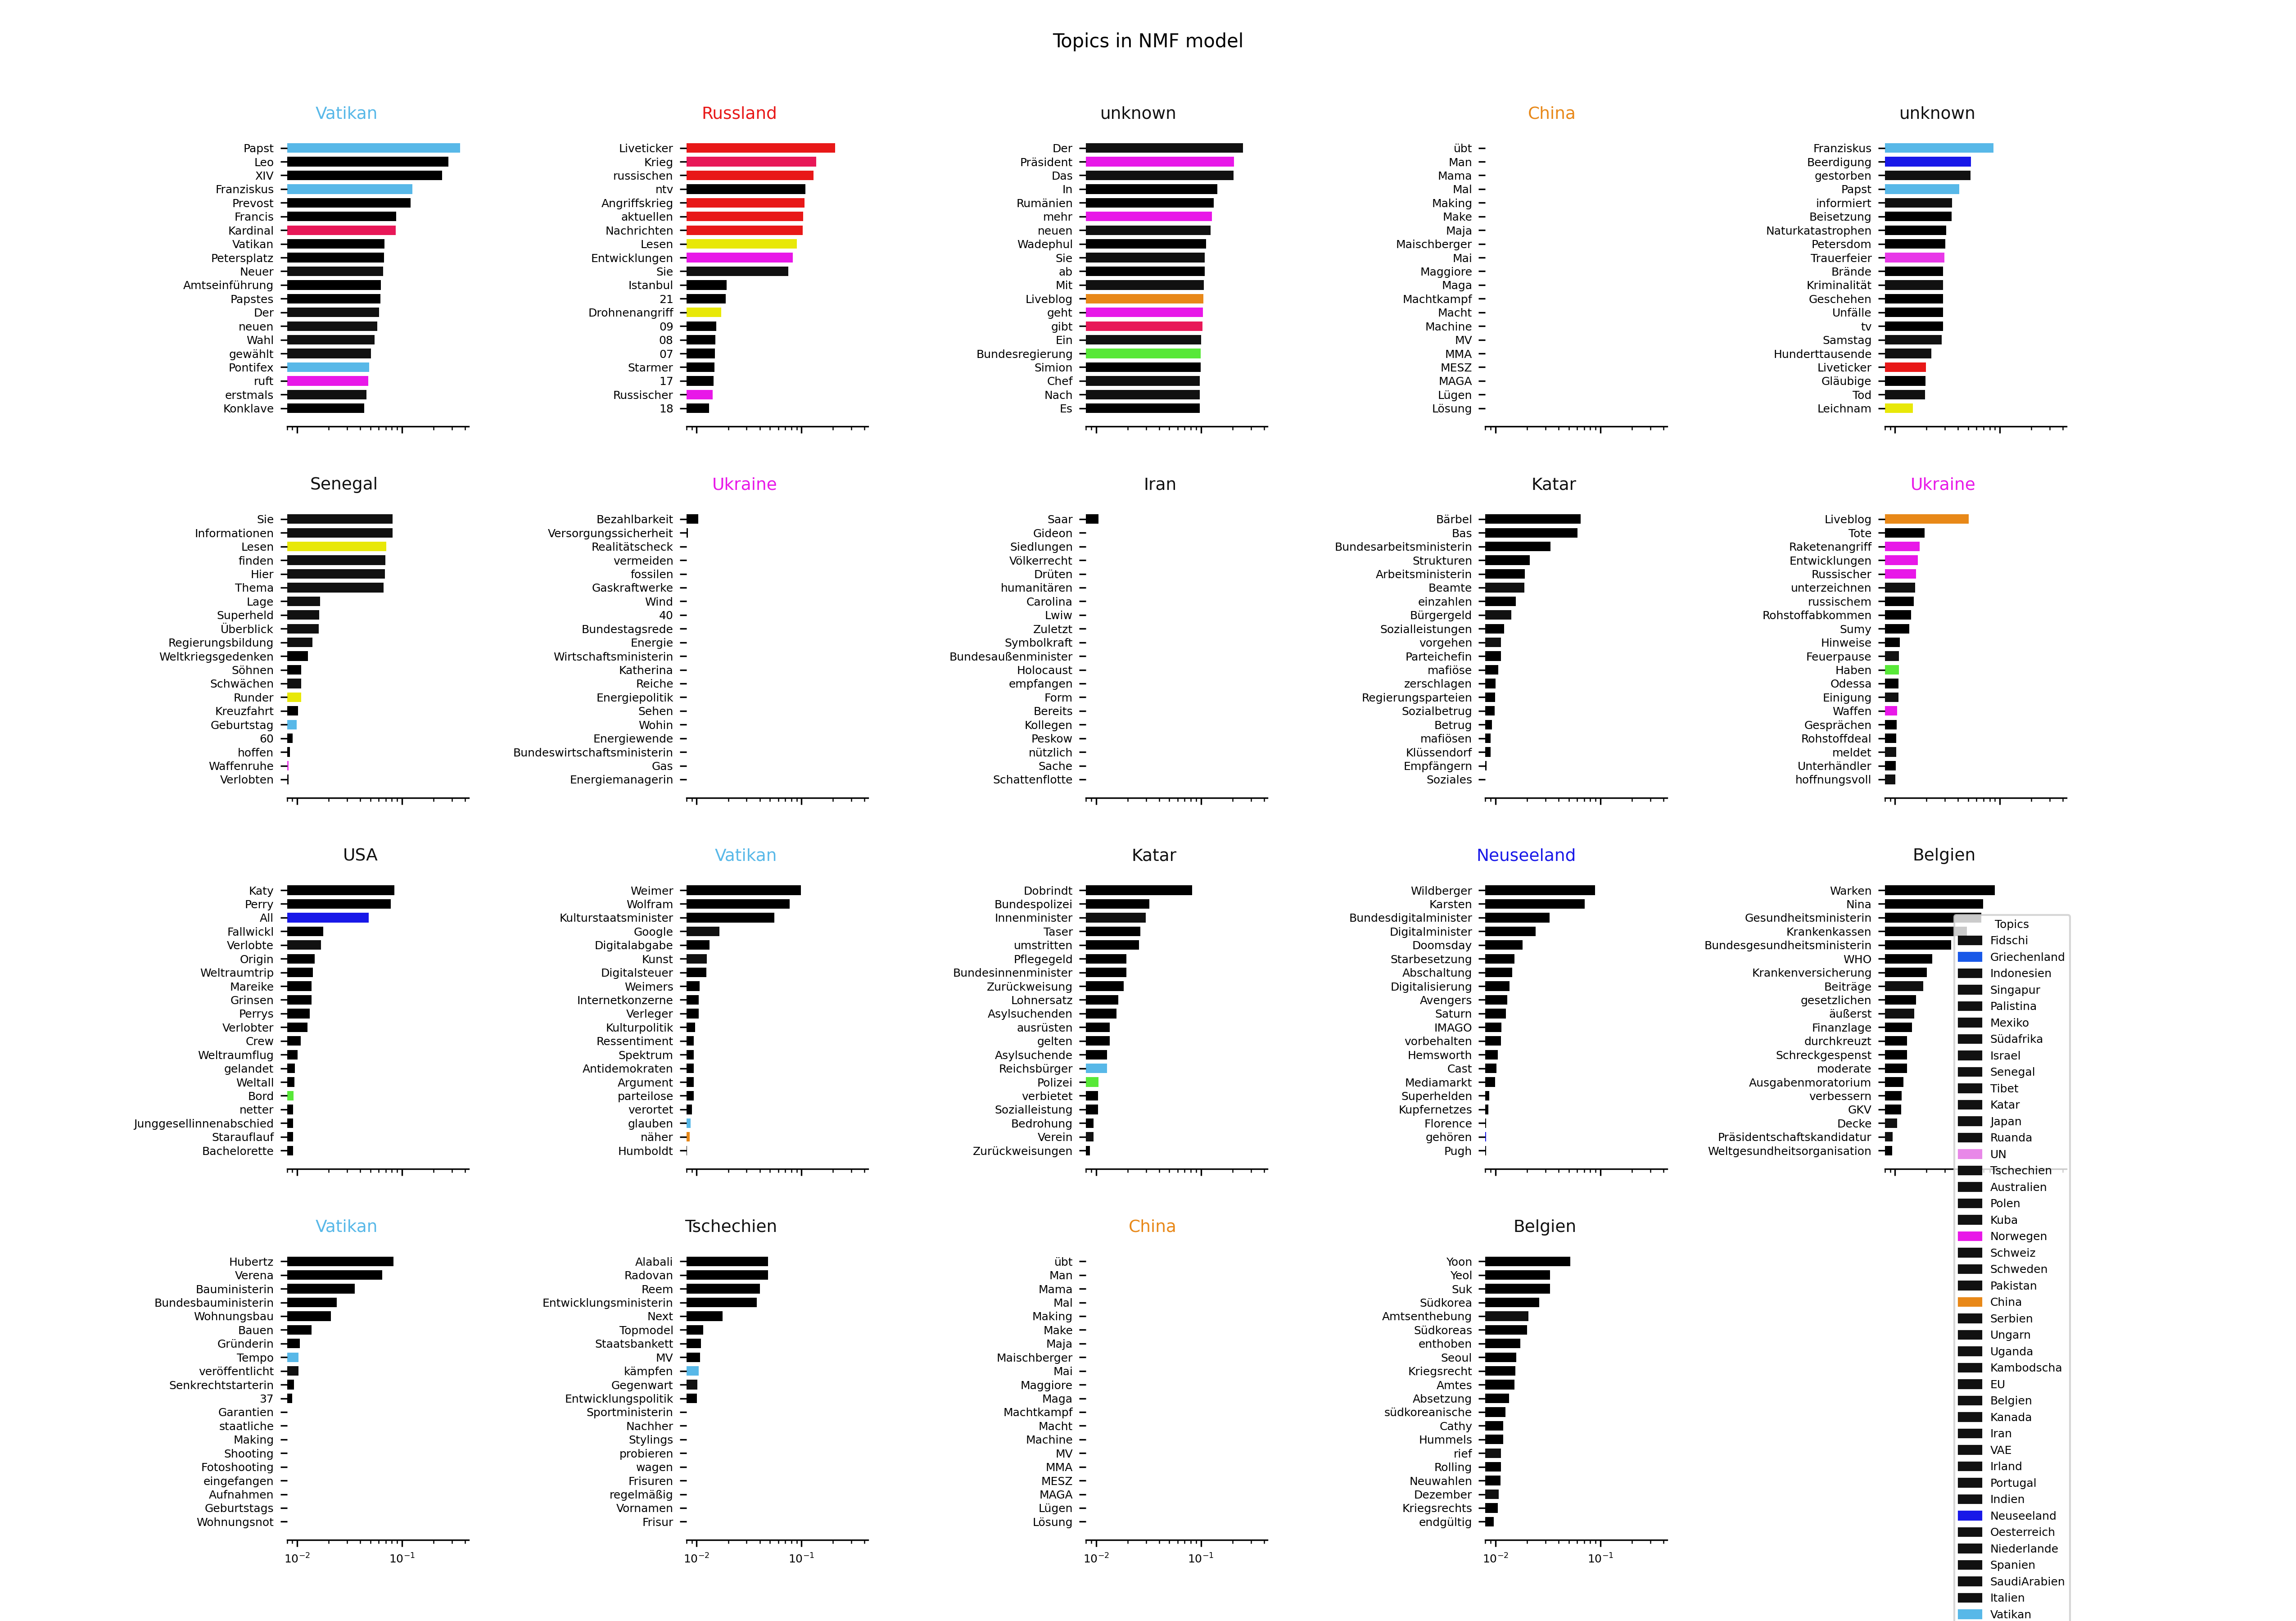 Topics in NMF model
Vatikan
Papst
Leo
XIV
Franziskus
Prevost
Francis
Kardinal
Vatikan
Petersplatz
Neuer
Amtseinführung
Papstes
Der
neuen
Wahl
gewählt
Pontifex
ruft
erstmals
Konklave
Russland
Liveticker
Krieg
russischen
ntv
Angriffskrieg
aktuellen
Nachrichten
Lesen
Entwicklungen
Sie
Istanbul
21
Drohnenangriff
09
08
07
Starmer
17
Russischer
18
unknown
Der
Präsident
Das
In
Rumänien
mehr
neuen
Wadephul
Sie
ab
Mit
Liveblog
geht
gibt
Ein
Bundesregierung
Simion
Chef
Nach
Es
China
übt
Man
Mama
Mal
Making
Make
Maja
Maischberger
Mai
Maggiore
Maga
Machtkampf
Macht
Machine
MV
MMA
MESZ
MAGA
Lügen
Lösung
unknown
Franziskus
Beerdigung
gestorben
Papst
informiert
Beisetzung
Naturkatastrophen
Petersdom
Trauerfeier
Brände
Kriminalität
Geschehen
Unfälle
tv
Samstag
Hunderttausende
Liveticker
Gläubige
Tod
Leichnam
Senegal
Sie
Informationen
Lesen
finden
Hier
Thema
Lage
Superheld
Überblick
Regierungsbildung
Weltkriegsgedenken
Söhnen
Schwächen
Runder
Kreuzfahrt
Geburtstag
60
hoffen
Waffenruhe
Verlobten
Ukraine
Bezahlbarkeit
Versorgungssicherheit
Realitätscheck
vermeiden
fossilen
Gaskraftwerke
Wind
40
Bundestagsrede
Energie
Wirtschaftsministerin
Katherina
Reiche
Energiepolitik
Sehen
Wohin
Energiewende
Bundeswirtschaftsministerin
Gas
Energiemanagerin
Iran
Saar
Gideon
Siedlungen
Völkerrecht
Drüten
humanitären
Carolina
Lwiw
Zuletzt
Symbolkraft
Bundesaußenminister
Holocaust
empfangen
Form
Bereits
Kollegen
Peskow
nützlich
Sache
Schattenflotte
Katar
Bärbel
Bas
Bundesarbeitsministerin
Strukturen
Arbeitsministerin
Beamte
einzahlen
Bürgergeld
Sozialleistungen
vorgehen
Parteichefin
mafiöse
zerschlagen
Regierungsparteien
Sozialbetrug
Betrug
mafiösen
Klüssendorf
Empfängern
Soziales
Ukraine
Liveblog
Tote
Raketenangriff
Entwicklungen
Russischer
unterzeichnen
russischem
Rohstoffabkommen
Sumy
Hinweise
Feuerpause
Haben
Odessa
Einigung
Waffen
Gesprächen
Rohstoffdeal
meldet
Unterhändler
hoffnungsvoll
USA
Katy
Perry
All
Fallwickl
Verlobte
Origin
Weltraumtrip
Mareike
Grinsen
Perrys
Verlobter
Crew
Weltraumflug
gelandet
Weltall
Bord
netter
Junggesellinnenabschied
Starauflauf
Bachelorette
Vatikan
Weimer
Wolfram
Kulturstaatsminister
Google
Digitalabgabe
Kunst
Digitalsteuer
Weimers
Internetkonzerne
Verleger
Kulturpolitik
Ressentiment
Spektrum
Antidemokraten
Argument
parteilose
verortet
glauben
näher
Humboldt
Katar
Dobrindt
Bundespolizei
Innenminister
Taser
umstritten
Pflegegeld
Bundesinnenminister
Zurückweisung
Lohnersatz
Asylsuchenden
ausrüsten
gelten
Asylsuchende
Reichsbürger
Polizei
verbietet
Sozialleistung
Bedrohung
Verein
Zurückweisungen
Neuseeland
Wildberger
Karsten
Bundesdigitalminister
Digitalminister
Doomsday
Starbesetzung
Abschaltung
Digitalisierung
Avengers
Saturn
IMAGO
vorbehalten
Hemsworth
Cast
Mediamarkt
Superhelden
Kupfernetzes
Florence
gehören
Pugh
Belgien
Warken
Nina
Gesundheitsministerin
Krankenkassen
Bundesgesundheitsministerin
WHO
Krankenversicherung
Beiträge
gesetzlichen
äußerst
Finanzlage
durchkreuzt
Schreckgespenst
moderate
Ausgabenmoratorium
verbessern
GKV
Decke
Präsidentschaftskandidatur
Weltgesundheitsorganisation
Vatikan
Hubertz
Verena
Bauministerin
Bundesbauministerin
Wohnungsbau
Bauen
Gründerin
Tempo
veröffentlicht
Senkrechtstarterin
37
Garantien
staatliche
Making
Shooting
Fotoshooting
eingefangen
Aufnahmen
Geburtstags
Wohnungsnot
10⁻² 10⁻¹
Tschechien
Alabali
Radovan
Reem
Entwicklungsministerin
Next
Topmodel
Staatsbankett
MV
kämpfen
Gegenwart
Entwicklungspolitik
Sportministerin
Nachher
Stylings
probieren
wagen
Frisuren
regelmäßig
Vornamen
Frisur
10⁻² 10⁻¹
China
übt
Man
Mama
Mal
Making
Make
Maja
Maischberger
Mai
Maggiore
Maga
Machtkampf
Macht
Machine
MV
MMA
MESZ
MAGA
Lügen
Lösung
10⁻² 10⁻¹
Belgien
Yoon
Yeol
Suk
Südkorea
Amtsenthebung
Südkoreas
enthoben
Seoul
Kriegsrecht
Amtes
Absetzung
südkoreanische
Cathy
Hummels
rief
Rolling
Neuwahlen
Dezember
Kriegsrechts
endgültig
10⁻² 10⁻¹
Topics
Fidschi
Griechenland
Indonesien
Singapur
Palistina
Mexiko
Südafrika
Israel
Senegal
Tibet
Katar
Japan
Ruanda
UN
Tschechien
Australien
Polen
Kuba
Norwegen
Schweiz
Schweden
Pakistan
China
Serbien
Ungarn
Uganda
Kambodscha
EU
Belgien
Kanada
Iran
VAE
Irland
Portugal
Indien
Neuseeland
Oesterreich
Niederlande
Spanien
SaudiArabien
Italien
Vatikan